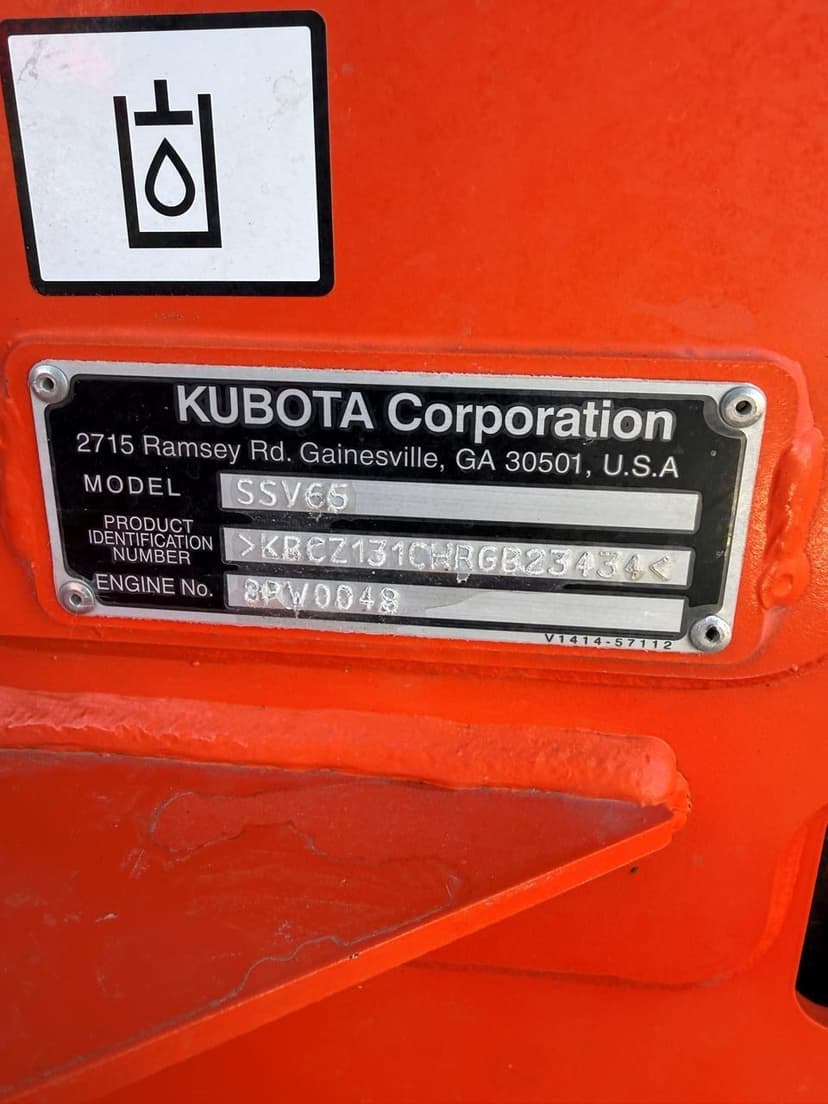 KUBOTA Corporation
2715 Ramsey Rd. Gainesville, GA 30501, U.S.A
MODEL SSV65
PRODUCT
IDENTIFICATION
NUMBER
>KBCZ131CHRGB23434<
ENGINE No. 8PW0048
V1414-57112